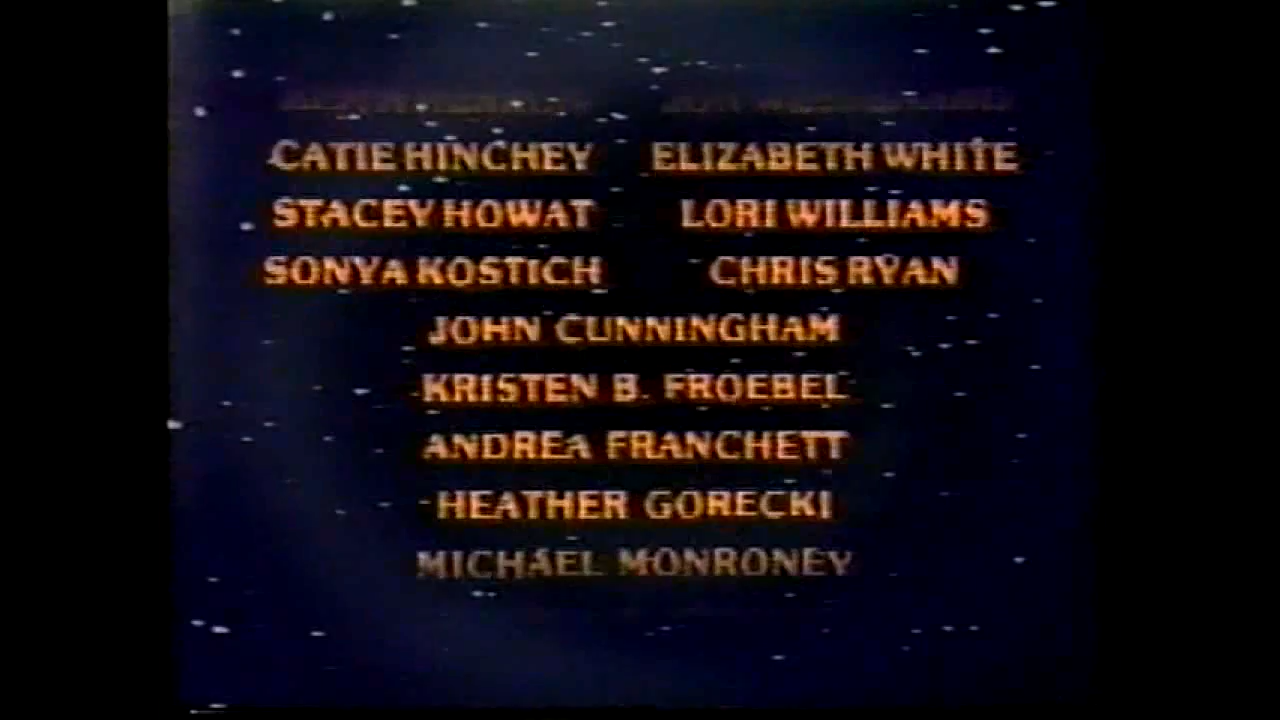 CATIE HINCHEY ELIZABETH WHITE
STACEY HOWAT LORI WILLIAMS
SONYA KOSTICH CHRIS RYAN
JOHN CUNNINGHAM
KRISTEN B. FROEBEL
ANDREA FRANCHETT
HEATHER GORECKI
MICHAEL MONRONEY